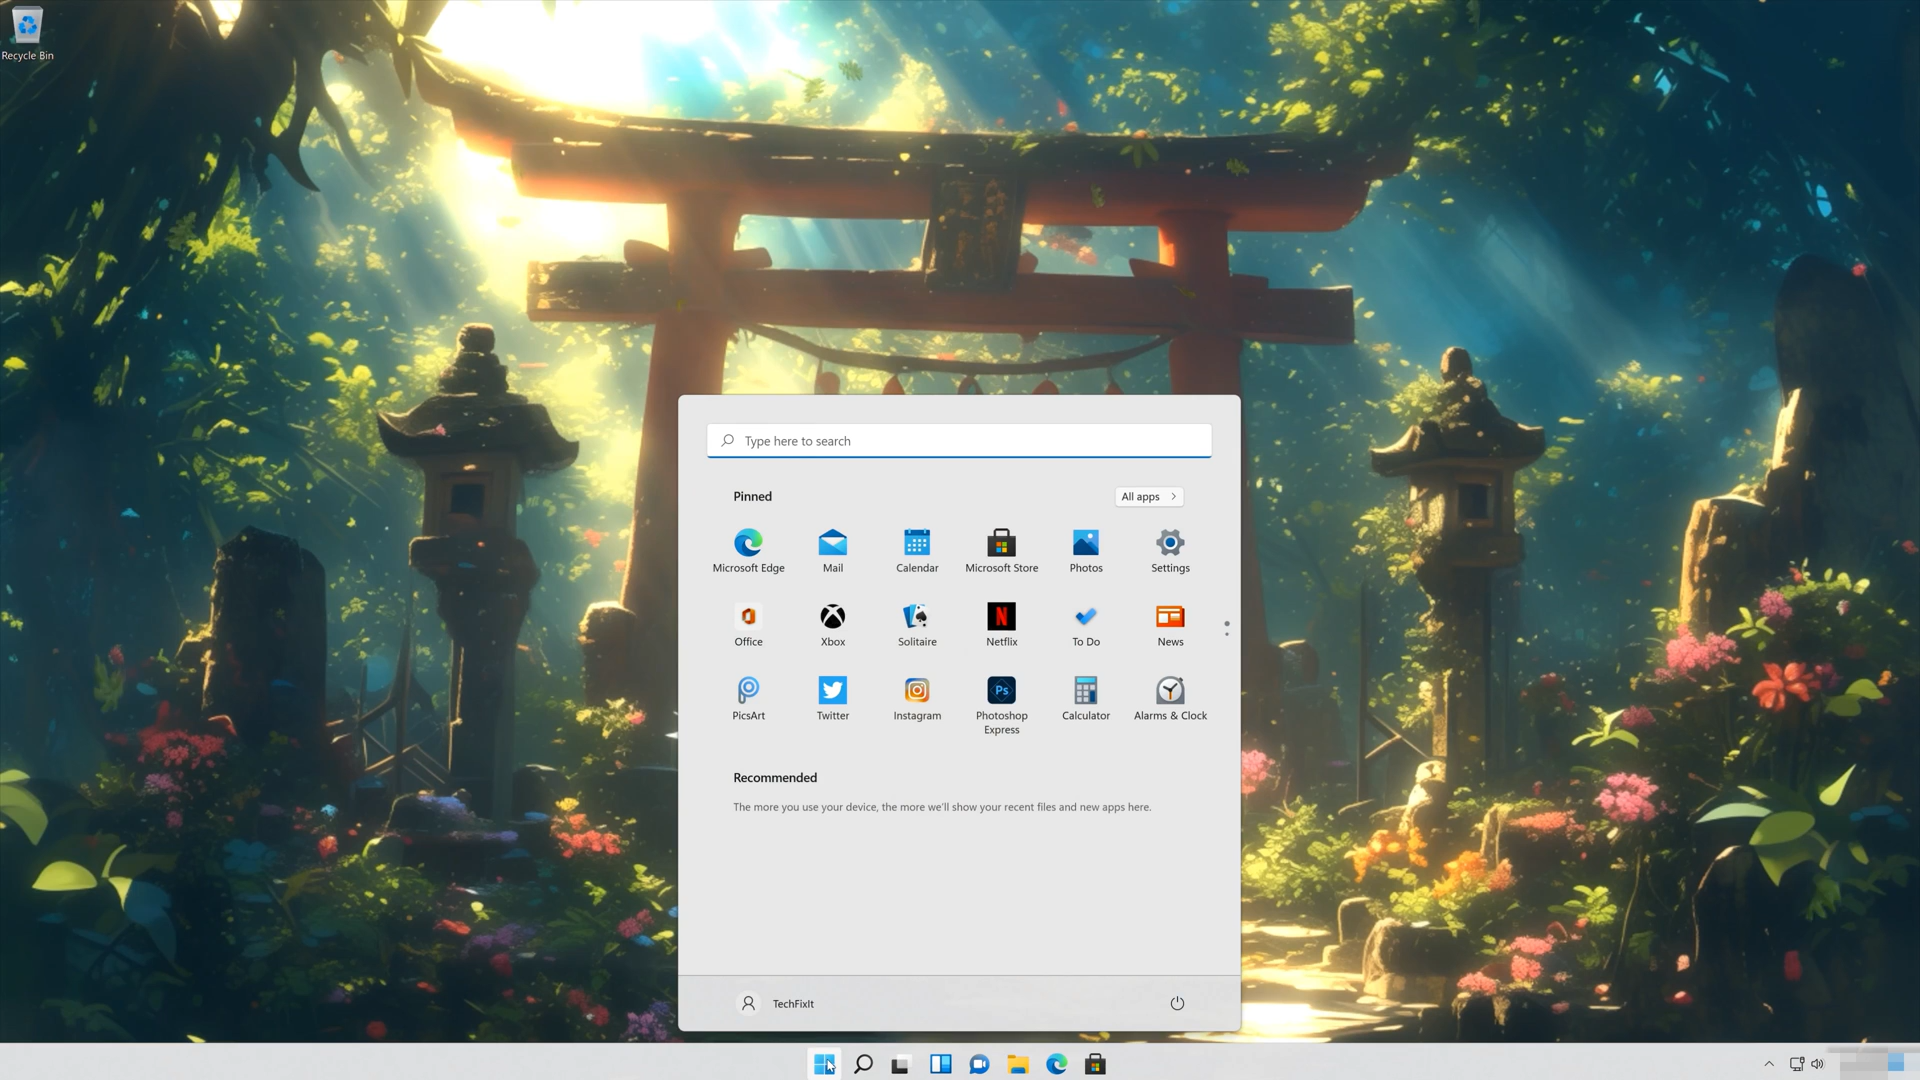 Recycle Bin
Type here to search
Pinned
All apps
Microsoft Edge
Mail
Calendar
Microsoft Store
Photos
Settings
Office
Xbox
Solitaire
Netflix
To Do
News
PicsArt
Twitter
Instagram
Photoshop
Express
Calculator
Alarms & Clock
Recommended
The more you use your device, the more we'll show your recent files and new apps here.
TechFixIt